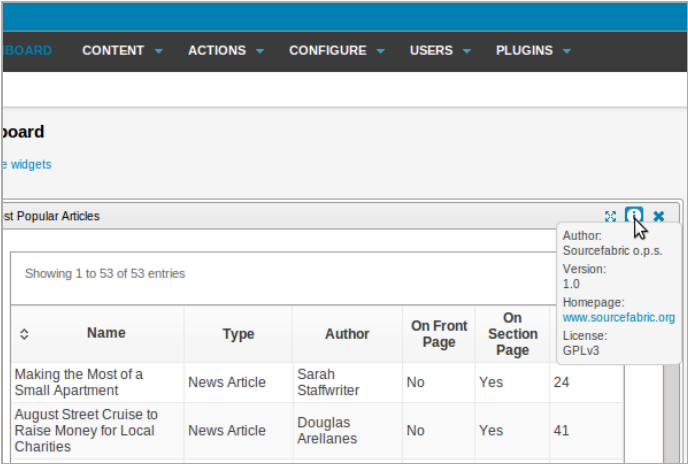 BOARD CONTENT ACTIONS CONFIGURE USERS PLUGINS
board
e widgets
ost Popular Articles
Author:
Sourcefabric o.p.s.
Version:
1.0
Homepage:
www.sourcefabric.org
License:
GPLv3
Showing 1 to 53 of 53 entries
Name Type Author On Front Page On Section Page
Making the Most of a Small Apartment News Article Sarah Staffwriter No Yes 24
August Street Cruise to Raise Money for Local Charities News Article Douglas Arellanes No Yes 41